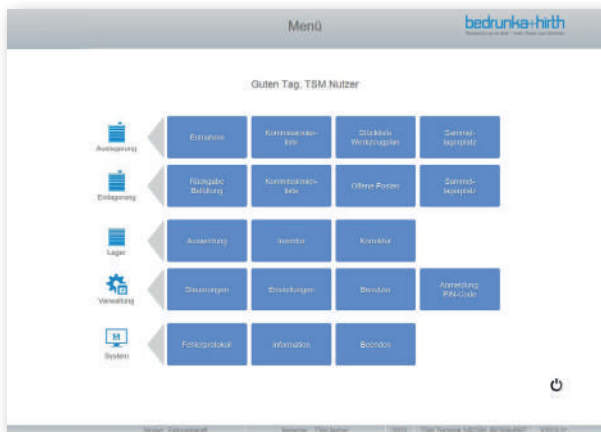 Menü
bedrunka+hirth
Guten Tag, TSM Nutzer
Auslagerung
Entnahme
Kommissionier-
liste
Stückliste
Werkzeugplan
Sammel-
lagerplatz
Einlagerung
Rückgabe
Befüllung
Kommissionier-
liste
Offene Posten
Sammel-
lagerplatz
Lager
Auswertung
Inventur
Korrektur
Verwaltung
Steuerungen
Einstellungen
Benutzer
Anmeldung
PIN-Code
M
System
Fehlerprotokoll
Information
Beenden